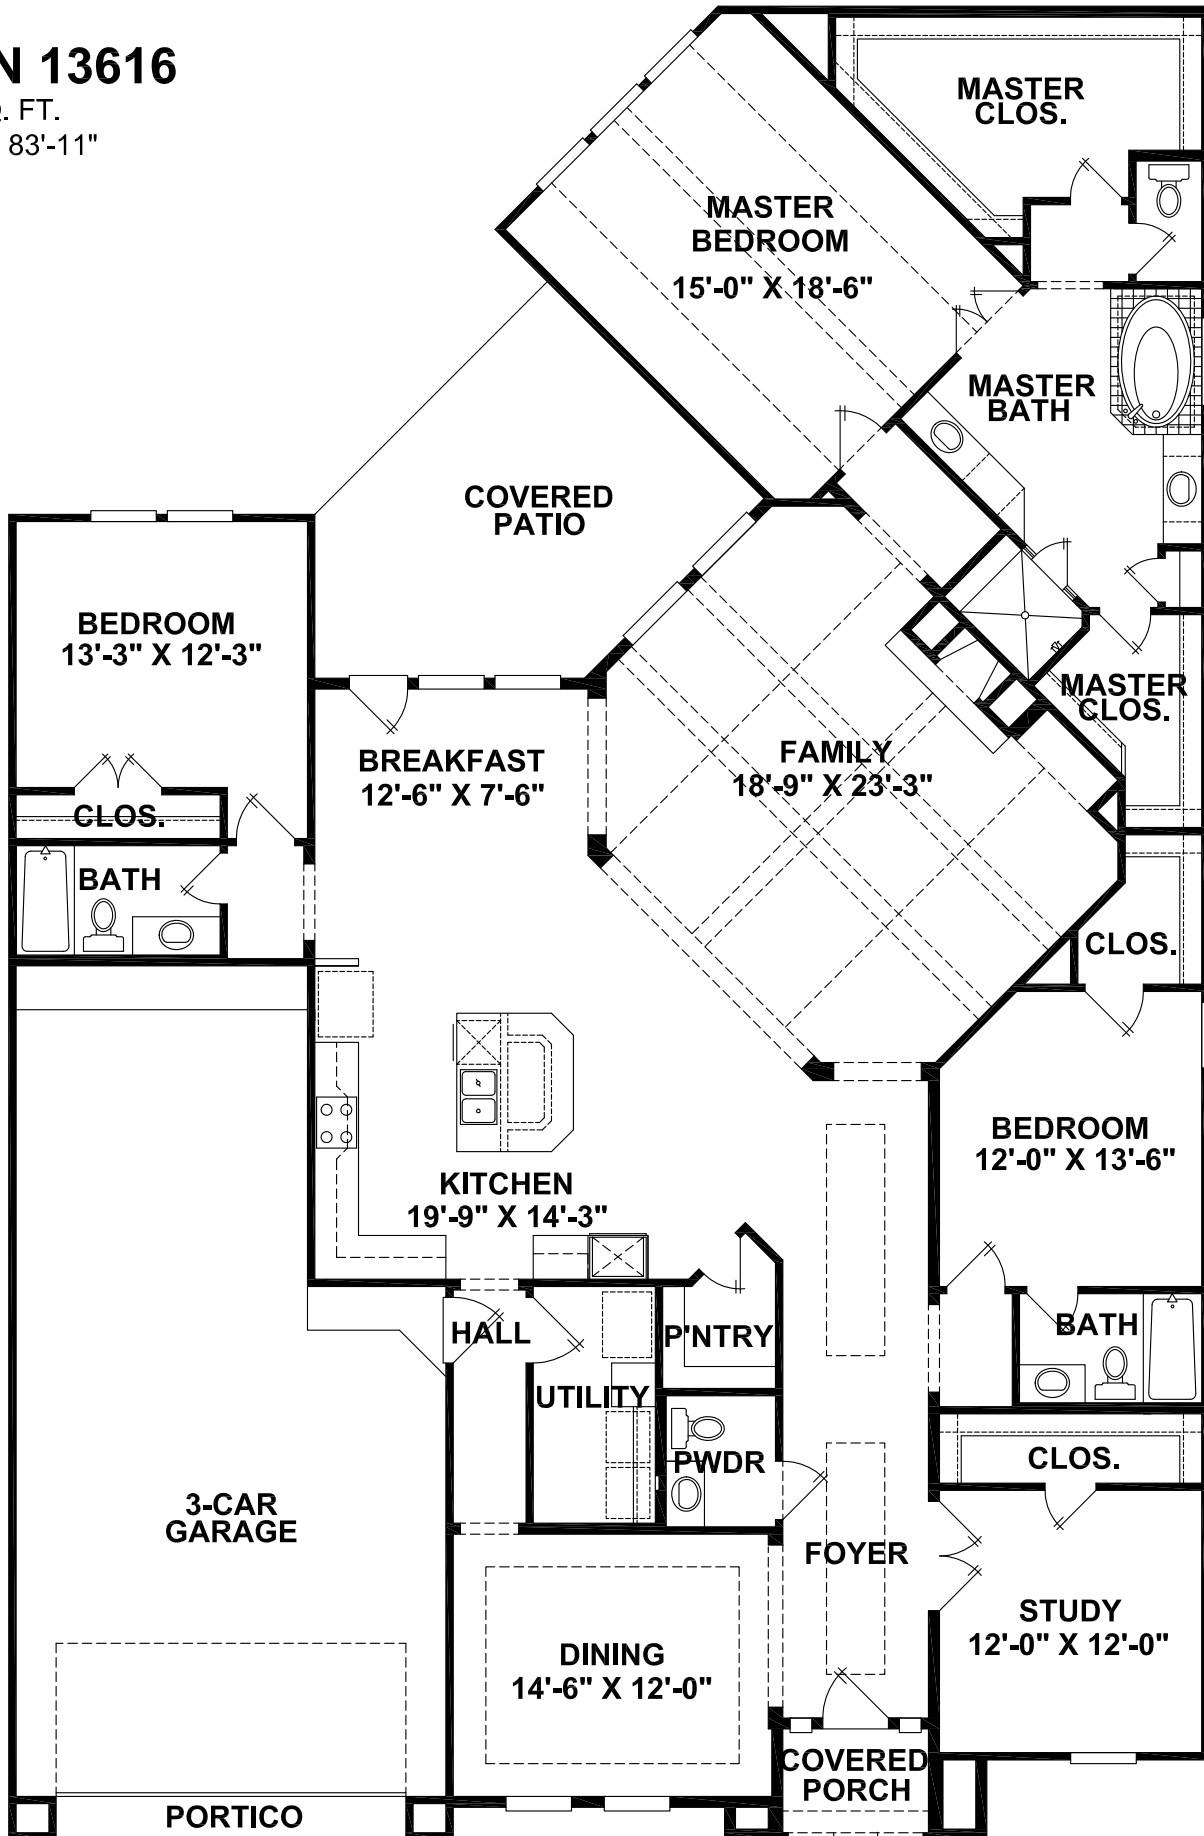 N 13616
. FT.
83'-11"
MASTER
CLOS.
MASTER
BEDROOM
15'-0" X 18'-6"
MASTER
BATH
COVERED
PATIO
BEDROOM
13'-3" X 12'-3"
MASTER
CLOS.
BREAKFAST
12'-6" X 7'-6"
FAMILY
18'-9" X 23'-3"
CLOS.
BATH
CLOS.
BEDROOM
12'-0" X 13'-6"
KITCHEN
19'-9" X 14'-3"
HALL
P'NTRY
BATH
UTILITY
PWDR
CLOS.
3-CAR
GARAGE
FOYER
STUDY
12'-0" X 12'-0"
DINING
14'-6" X 12'-0"
COVERED
PORCH
PORTICO